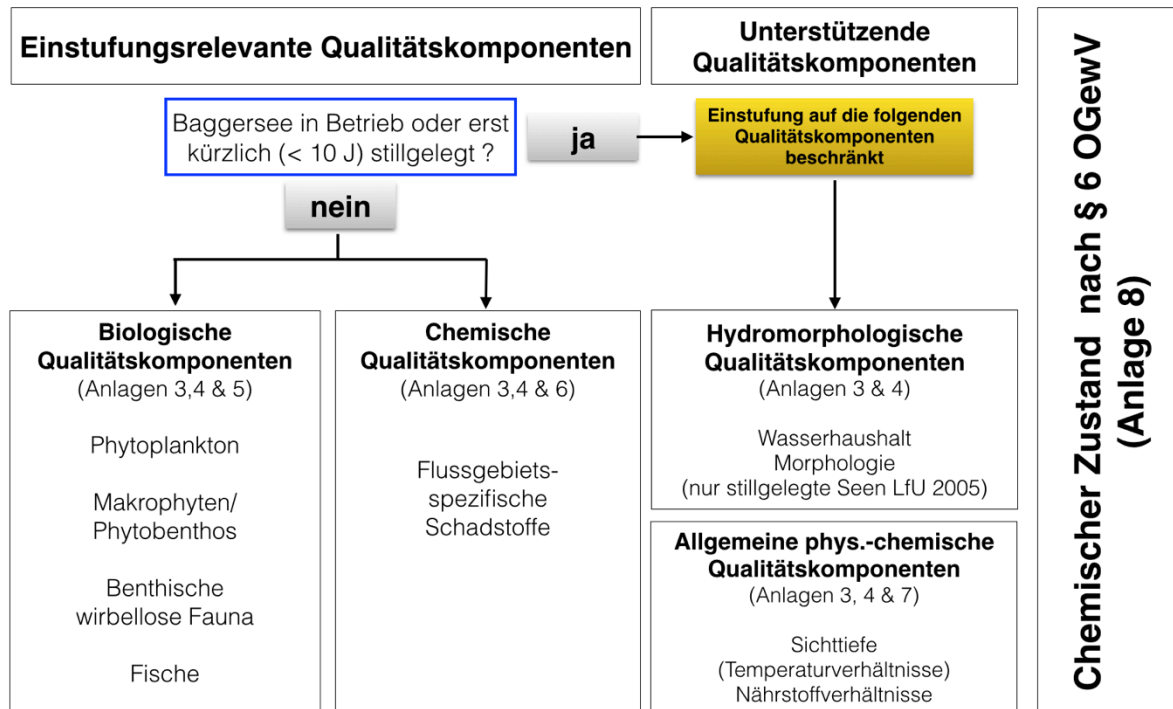 Einstufungsrelevante Qualitätskomponenten
Unterstützende
Qualitätskomponenten
Baggersee in Betrieb oder erst
kürzlich (< 10 J) stillgelegt ?
ja
Einstufung auf die folgenden
Qualitätskomponenten
beschränkt
nein
Biologische
Qualitätskomponenten
(Anlagen 3,4 & 5)
Phytoplankton
Makrophyten/
Phytobenthos
Benthische
wirbellose Fauna
Fische
Chemische
Qualitätskomponenten
(Anlagen 3,4 & 6)
Flussgebiets-
spezifische
Schadstoffe
Hydromorphologische
Qualitätskomponenten
(Anlagen 3 & 4)
Wasserhaushalt
Morphologie
(nur stillgelegte Seen LfU 2005)
Allgemeine phys.-chemische
Qualitätskomponenten
(Anlagen 3, 4 & 7)
Sichttiefe
(Temperaturverhältnisse)
Nährstoffverhältnisse
Chemischer Zustand nach § 6 OGewV
(Anlage 8)